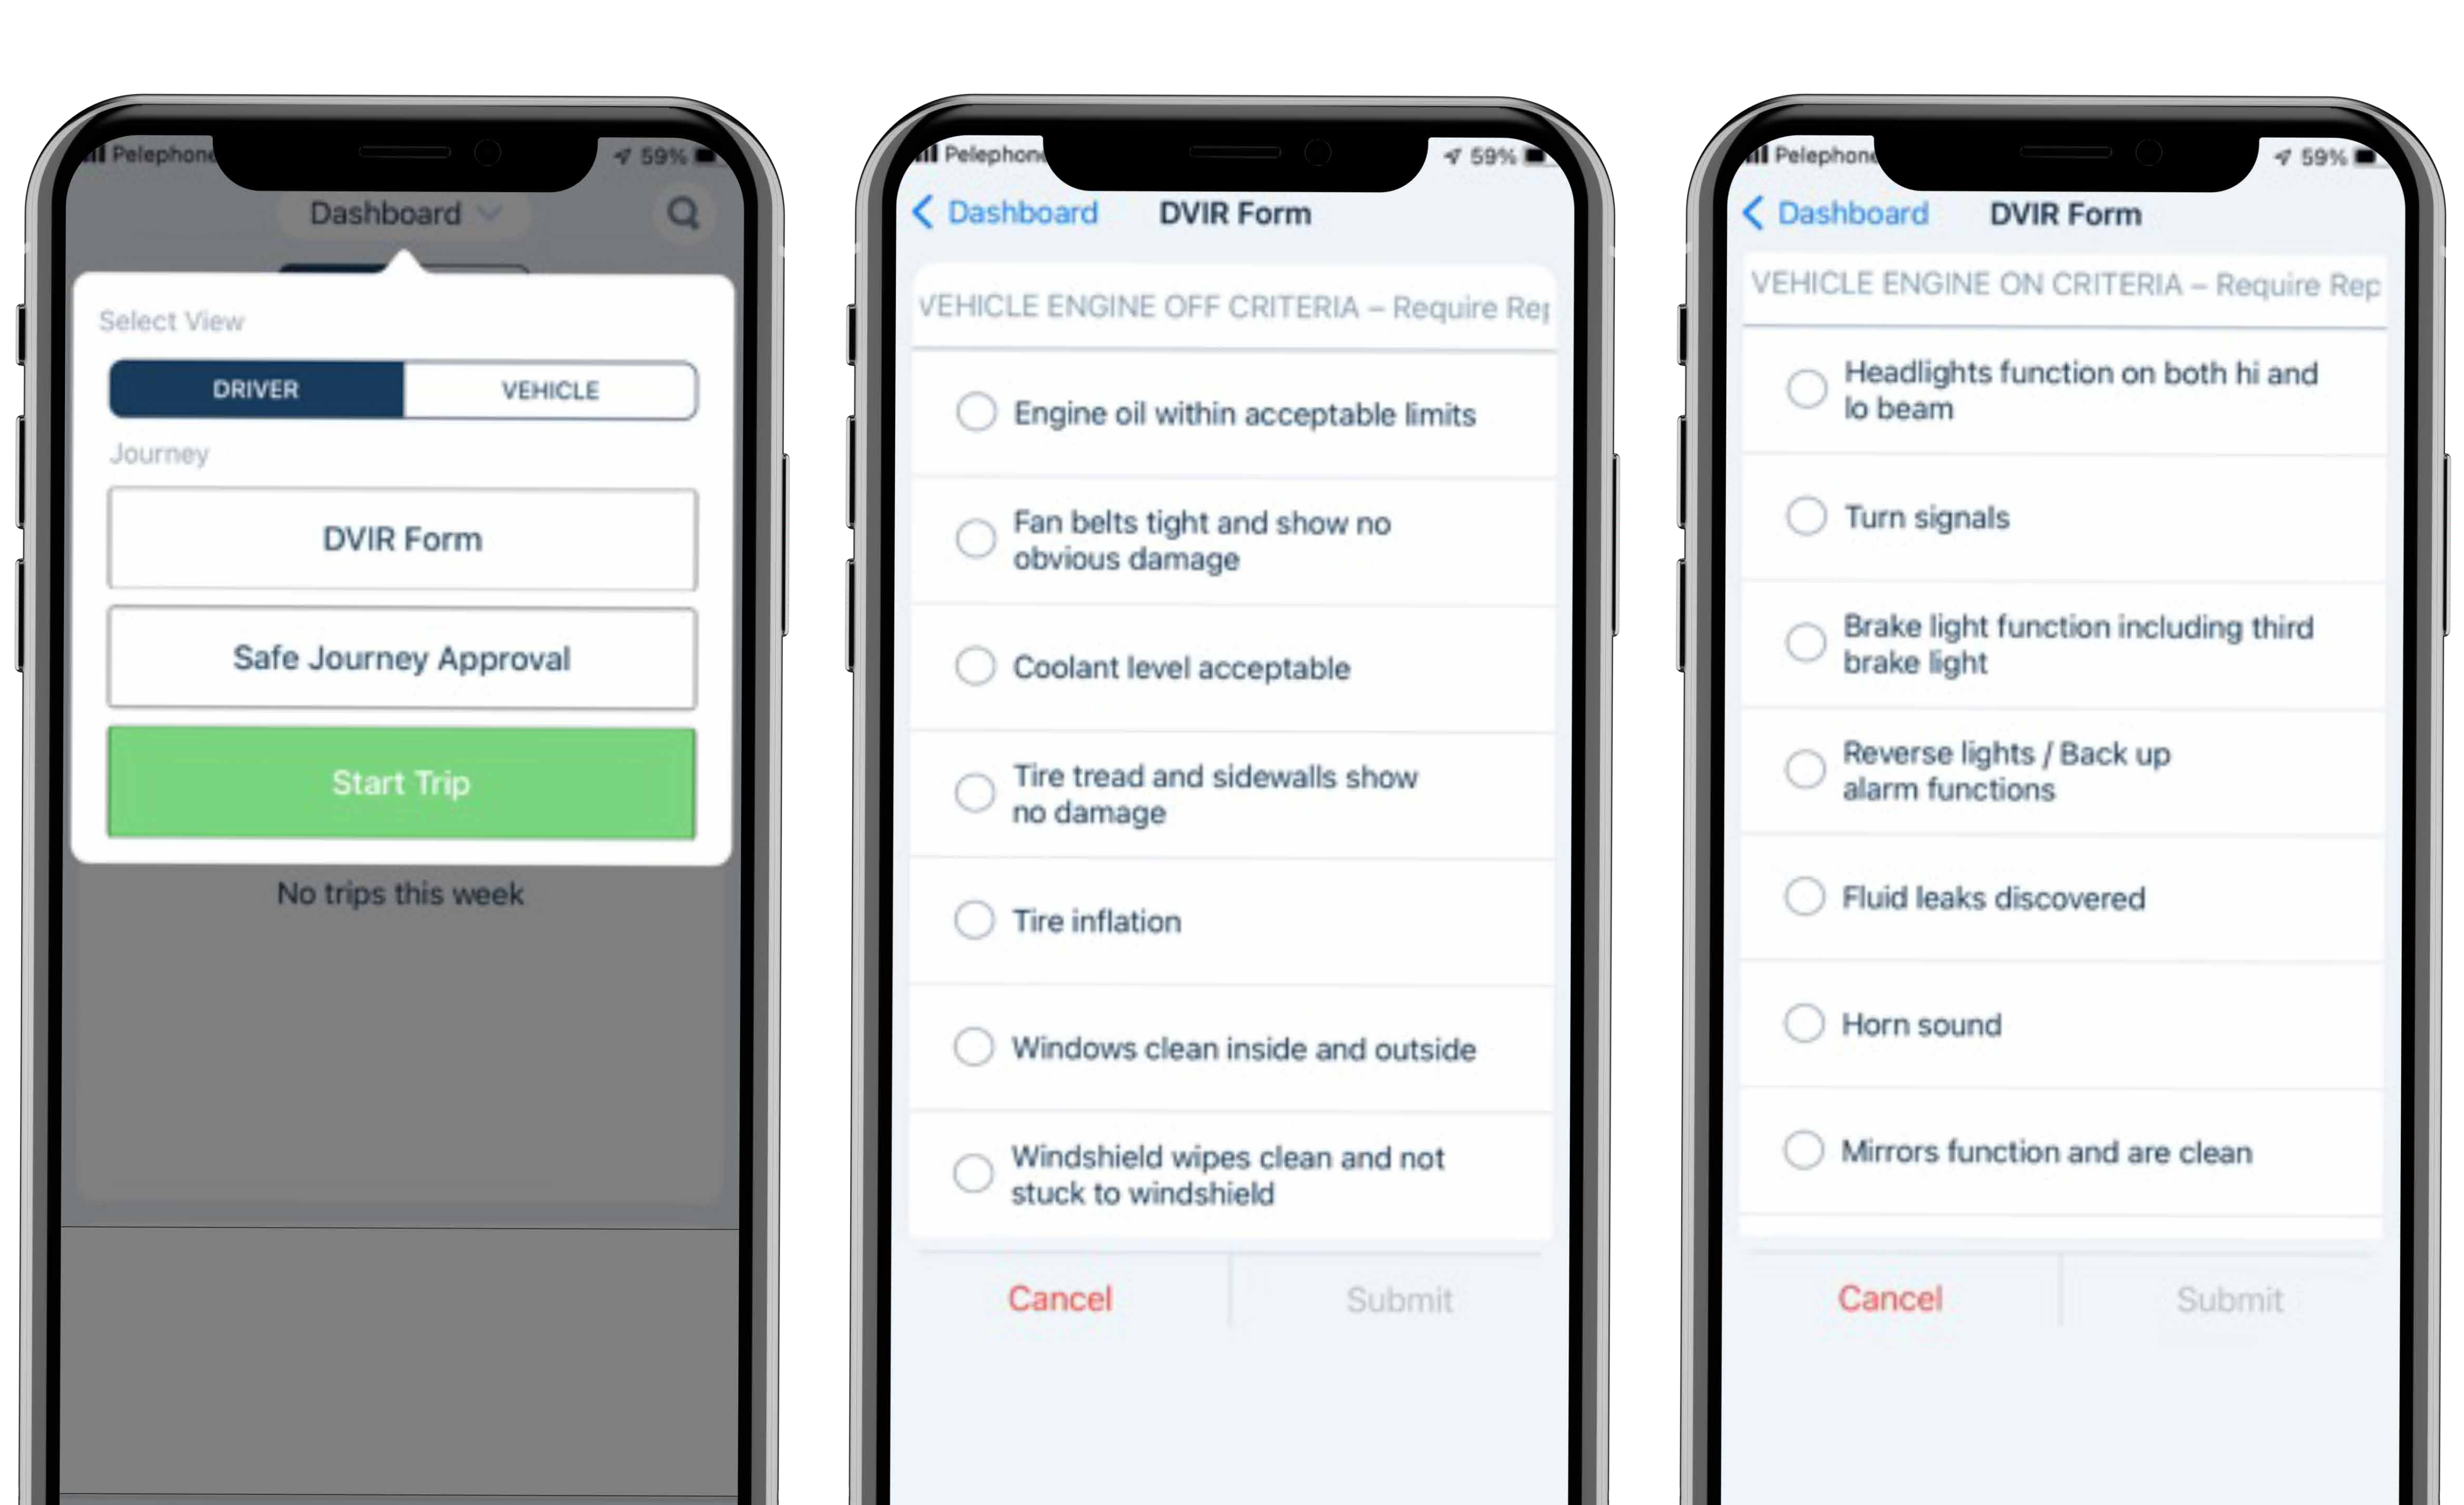 Pelephone
59%
Dashboard
Select View
DRIVER
VEHICLE
Journey
DVIR Form
Safe Journey Approval
Start Trip
No trips this week
Pelephone
59%
Dashboard
DVIR Form
VEHICLE ENGINE OFF CRITERIA – Require
Engine oil within acceptable limits
Fan belts tight and show no
obvious damage
Coolant level acceptable
Tire tread and sidewalls show
no damage
Tire inflation
Windows clean inside and outside
Windshield wipes clean and not
stuck to windshield
Cancel
Submit
Pelephone
59%
Dashboard
DVIR Form
VEHICLE ENGINE ON CRITERIA – Require Rep
Headlights function on both hi and
lo beam
Turn signals
Brake light function including third
brake light
Reverse lights / Back up
alarm functions
Fluid leaks discovered
Horn sound
Mirrors function and are clean
Cancel
Submit